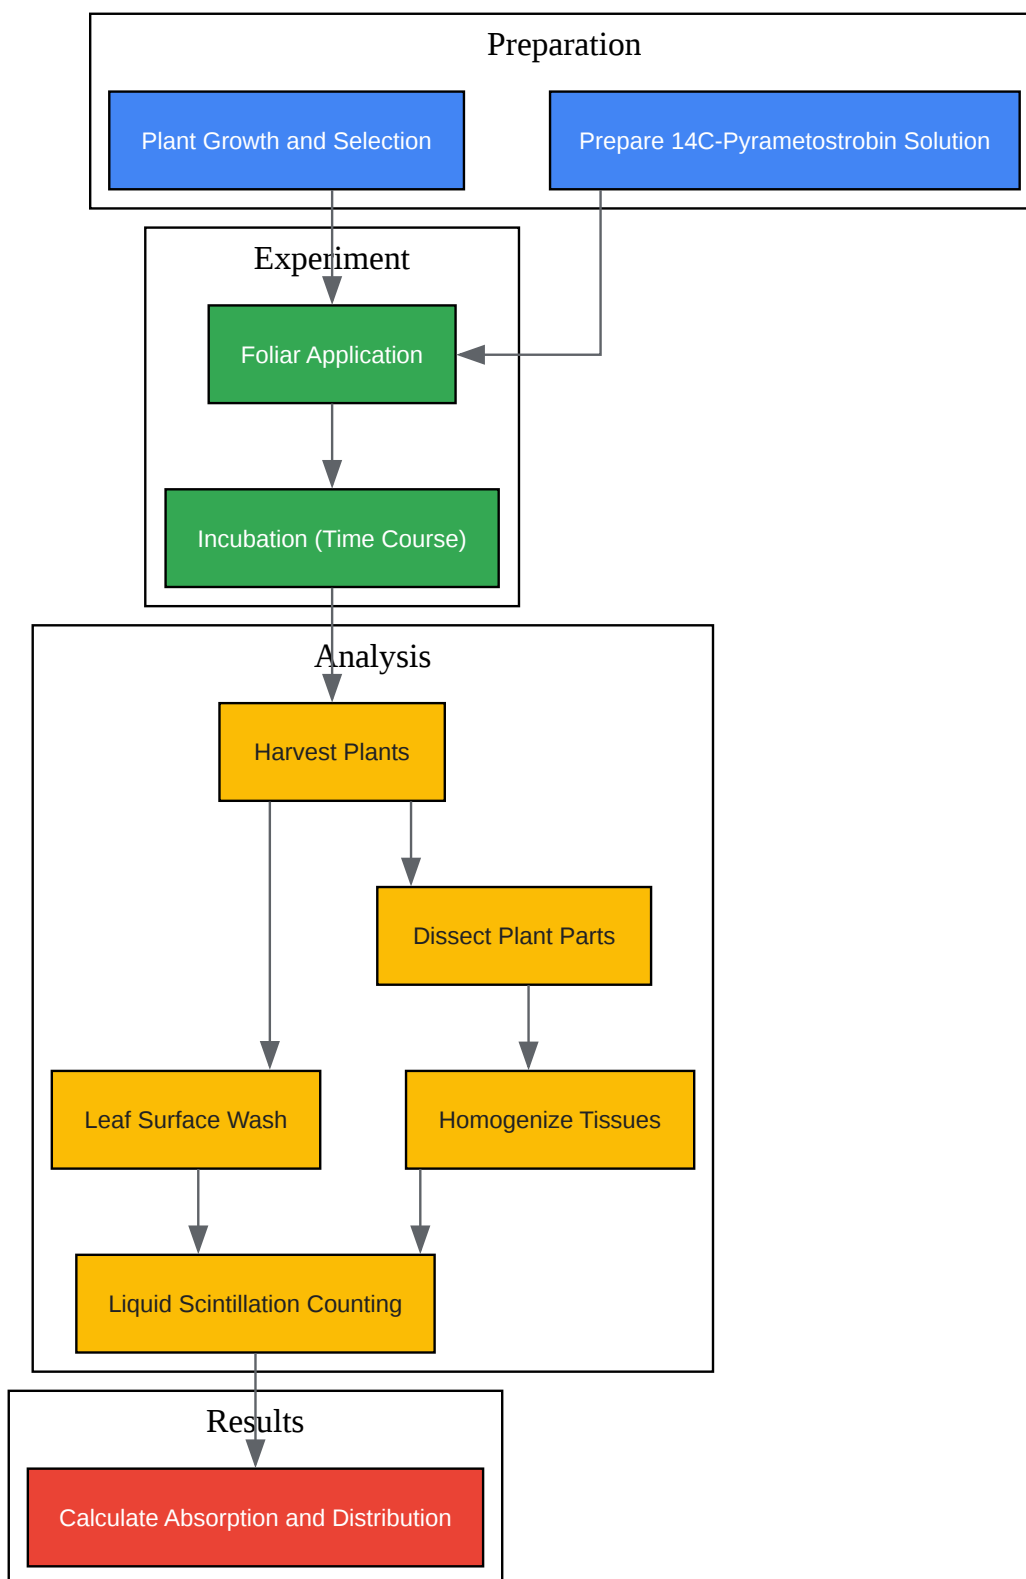 Preparation
Plant Growth and Selection
Prepare 14C-Pyrametostrobin Solution
Experiment
Foliar Application
Incubation (Time Course)
Analysis
Harvest Plants
Dissect Plant Parts
Leaf Surface Wash
Homogenize Tissues
Liquid Scintillation Counting
Results
Calculate Absorption and Distribution